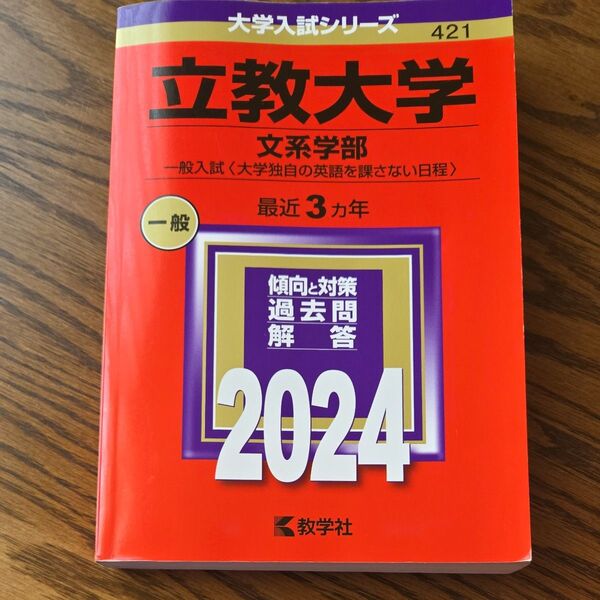 大学入試シリーズ
421
立教大学
文系学部
一般入試〈大学独自の英語を課さない日程〉
最近3ヵ年
一般
傾向と対策
過去問
解答
2024
教学社